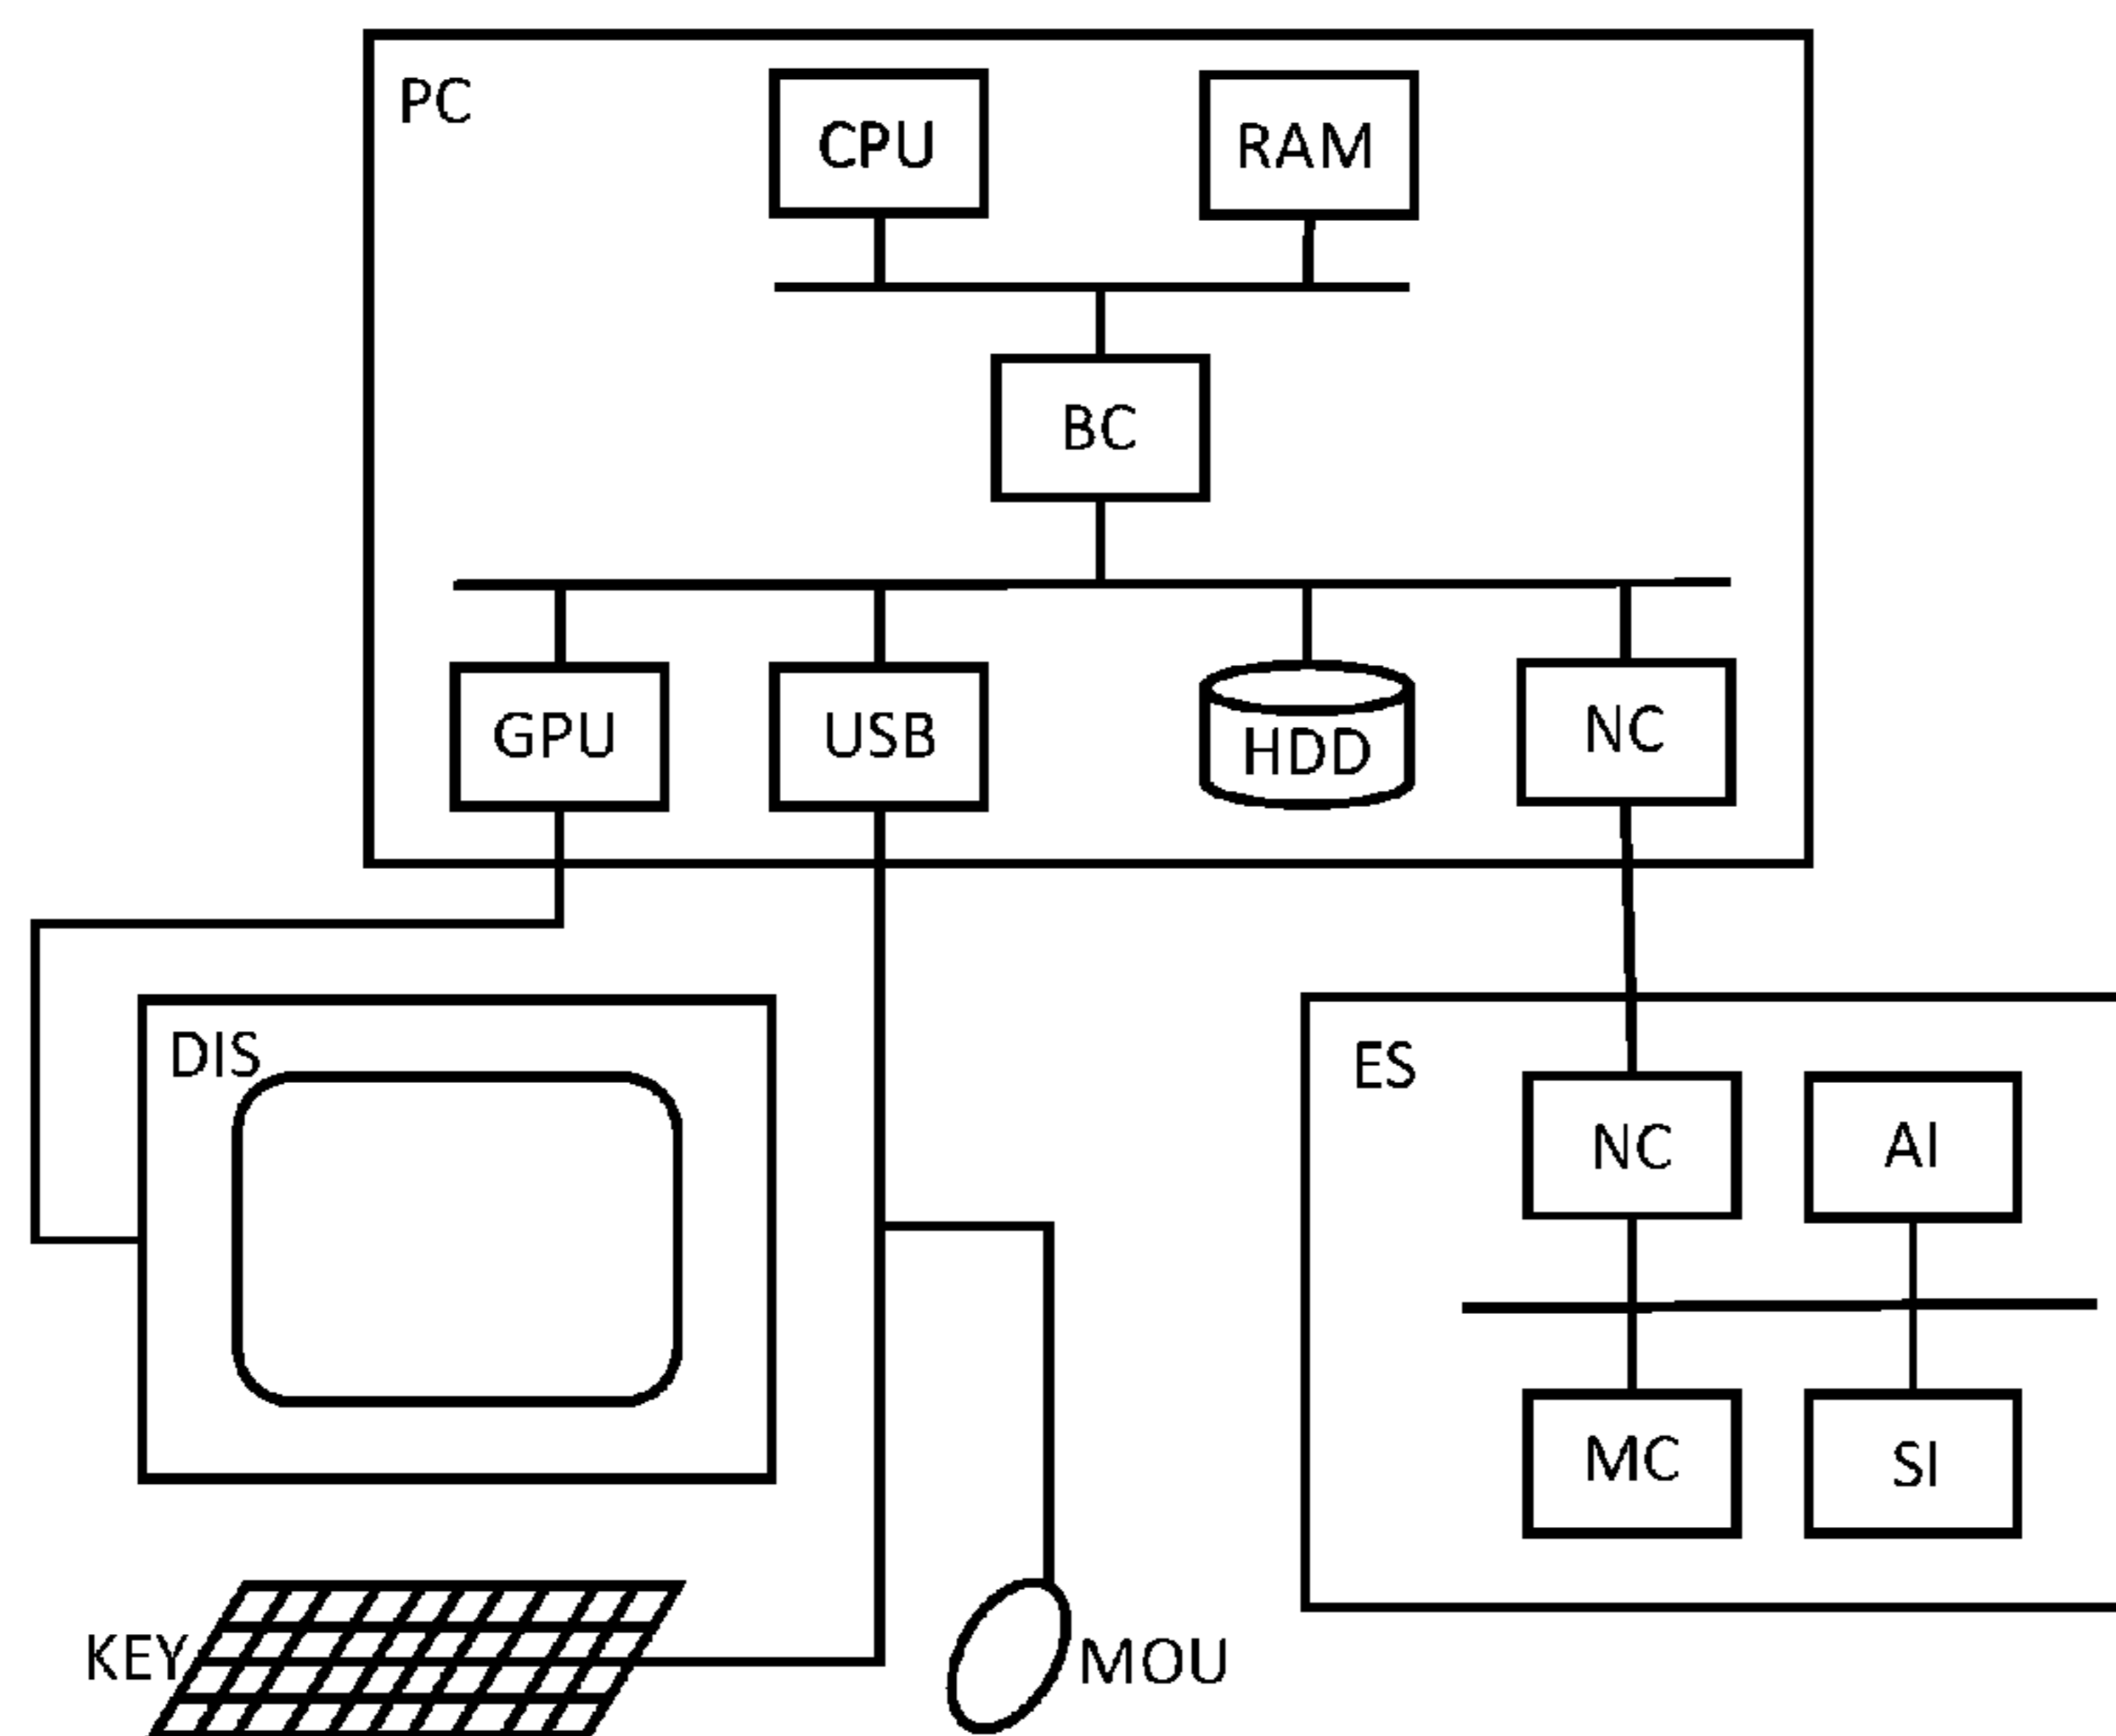 PC
CPU
RAM
BC
GPU
USB
HDD
NC
DIS
ES
NC
AI
MC
SI
KEY
MOU